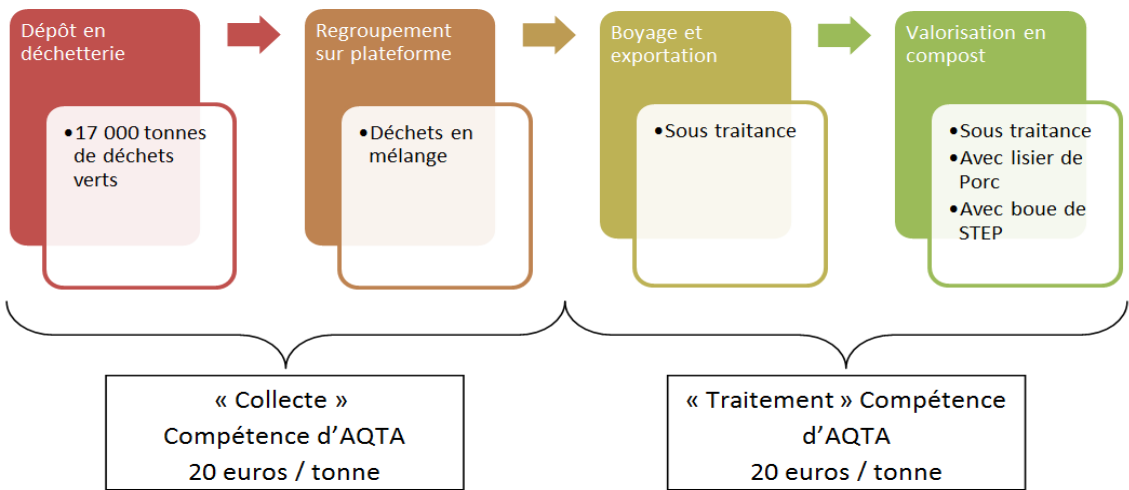 Dépôt en
déchetterie
•17 000 tonnes
de déchets
verts
Regroupement
sur plateforme
•Déchets en
mélange
Boyage et
exportation
•Sous traitance
Valorisation en
compost
•Sous traitance
•Avec lisier de
Porc
•Avec boue de
STEP
« Collecte »
Compétence d’AQTA
20 euros / tonne
« Traitement » Compétence
d’AQTA
20 euros / tonne